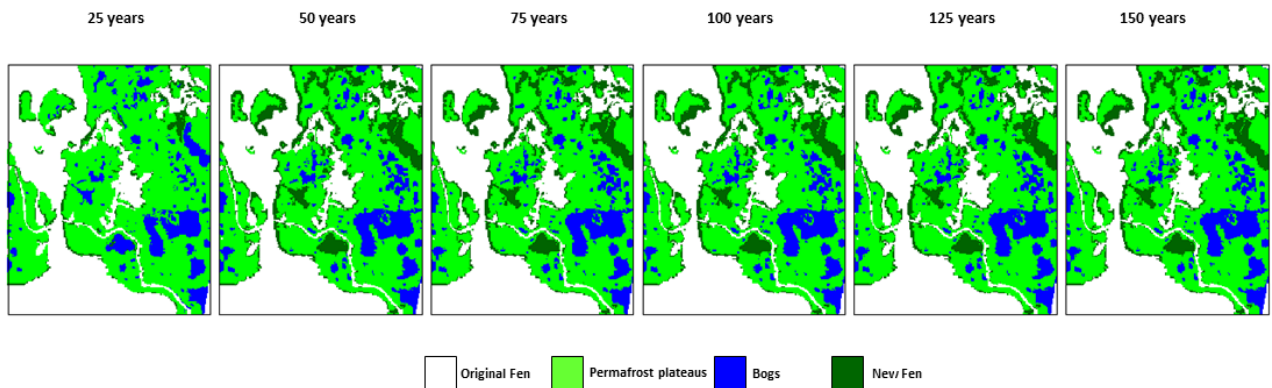 25 years 50 years 75 years 100 years 125 years 150 years
Original Fen Permafrost plateaus Bogs New Fen